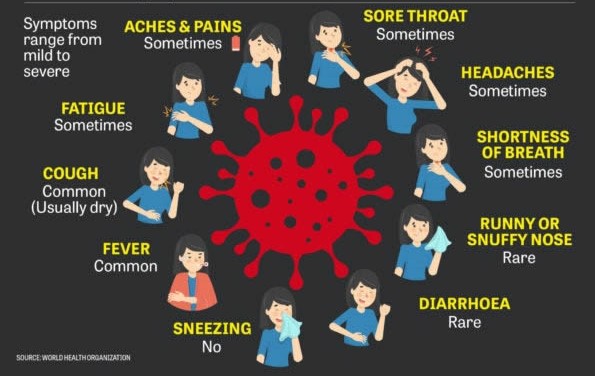 Symptoms
range from
mild to
severe
ACHES & PAINS
Sometimes
SORE THROAT
Sometimes
HEADACHES
Sometimes
FATIGUE
Sometimes
SHORTNESS
OF BREATH
Sometimes
COUGH
Common
(Usually dry)
RUNNY OR
SNUFFY NOSE
Rare
FEVER
Common
DIARRHOEA
Rare
SNEEZING
No
SOURCE: WORLD HEALTH ORGANIZATION